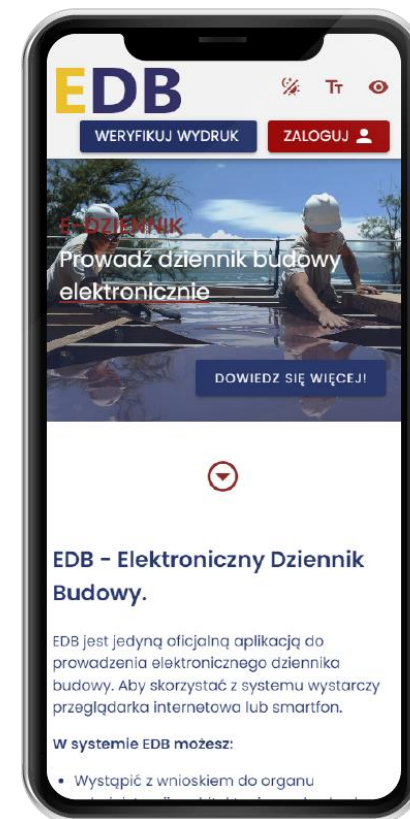 EDB
TT
WERYFIKUJ WYDRUK
ZALOGUJ
E-DZIENNIK
Prowadź dziennik budowy
elektronicznie
DOWIEDZ SIĘ WIĘCEJ!
EDB - Elektroniczny Dziennik
Budowy.
EDB jest jedyną oficjalną aplikacją do
prowadzenia elektronicznego dziennika
budowy. Aby skorzystać z systemu wystarczy
przeglądarka internetowa lub smartfon.
W systemie EDB możesz:
• Wystąpić z wnioskiem do organu